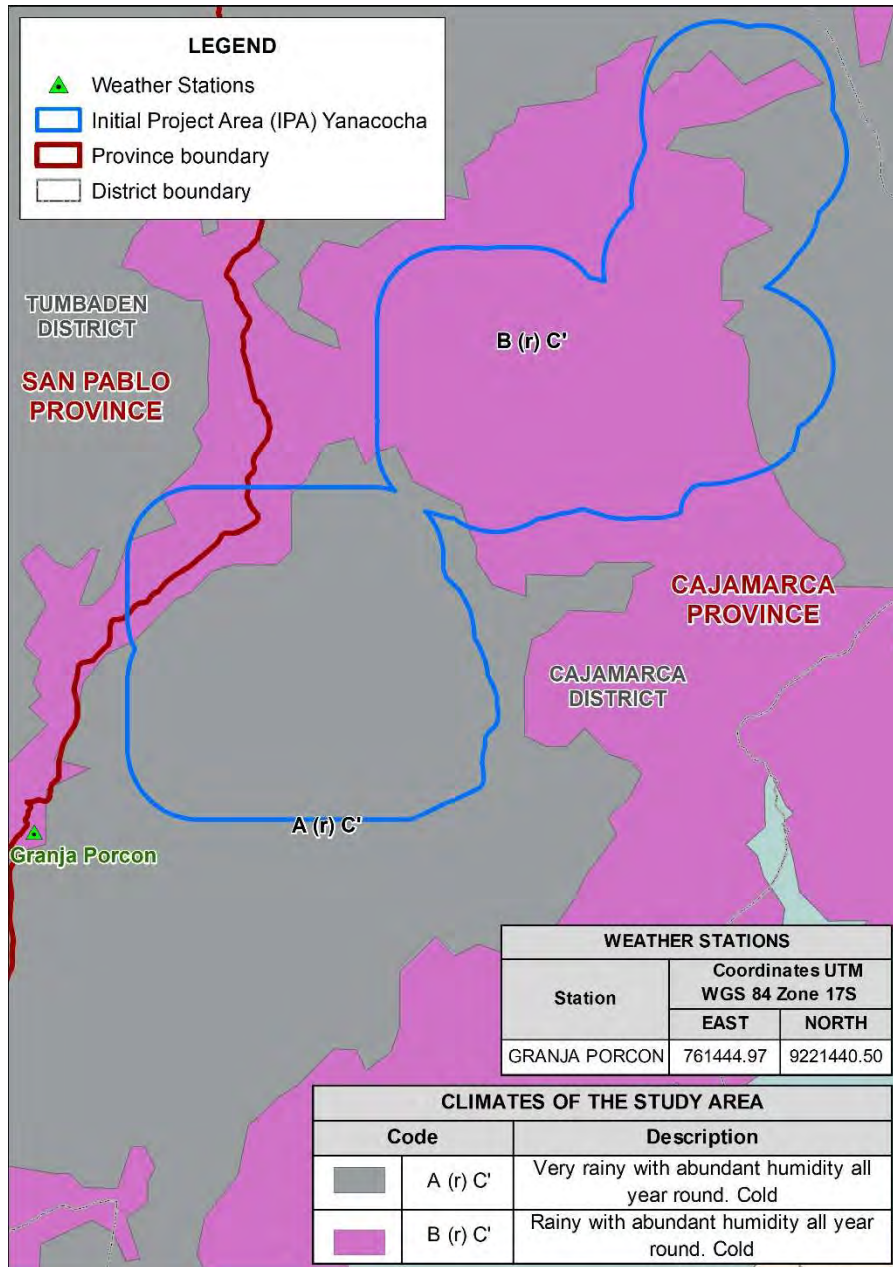 LEGEND
Weather Stations
Initial Project Area (IPA) Yanacocha
Province boundary
District boundary
TUMBADEN
DISTRICT
SAN PABLO
PROVINCE
B (r) C'
CAJAMARCA
PROVINCE
CAJAMARCA
DISTRICT
A (r) C'
Granja Porcon
WEATHER STATIONS
Station
Coordinates UTM
WGS 84 Zone 17S
EAST NORTH
GRANJA PORCON 761444.97 9221440.50
CLIMATES OF THE STUDY AREA
Code Description
A (r) C' Very rainy with abundant humidity all
year round. Cold
B (r) C' Rainy with abundant humidity all year
round. Cold